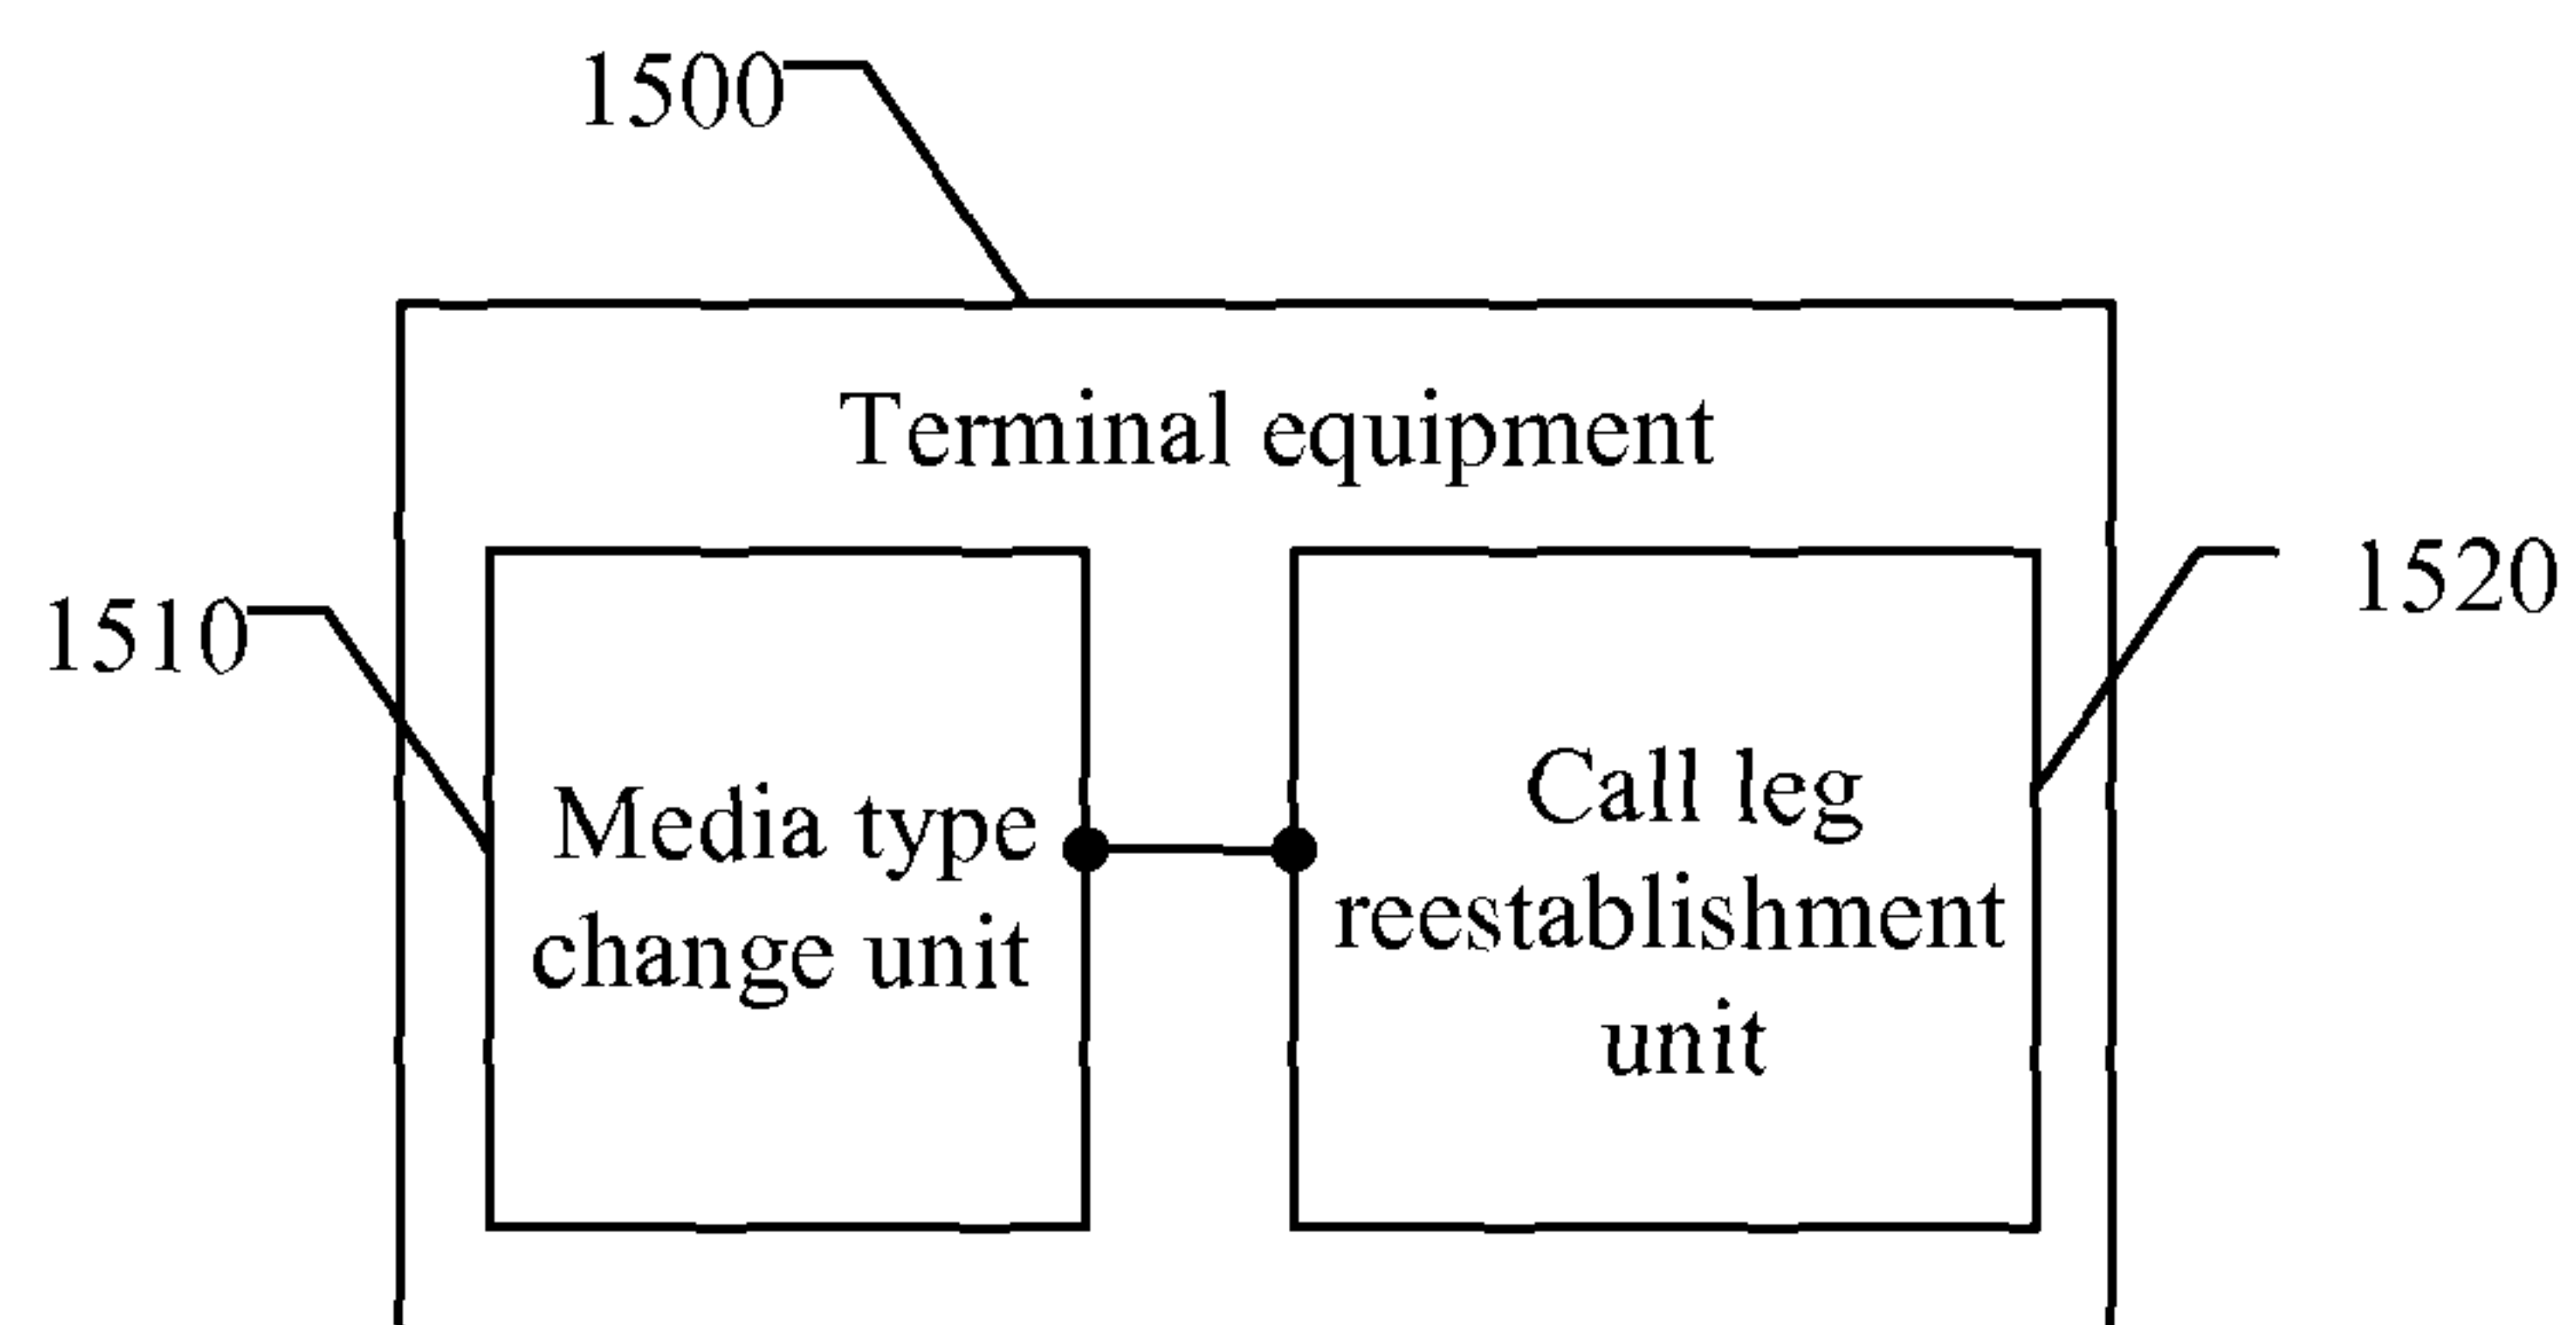 1500
Terminal equipment
1510
1520
Media type
change unit
Call leg
reestablishment
unit